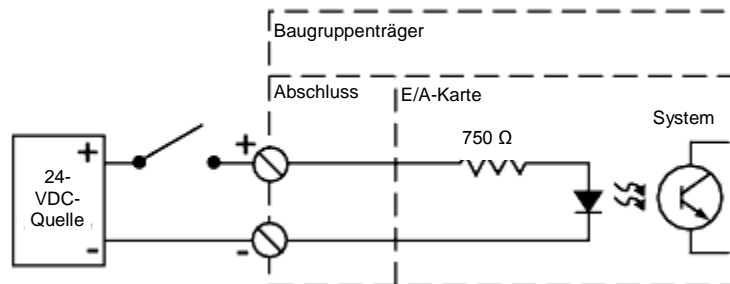 Baugruppenträger
Abschluss
E/A-Karte
System
750 Ω
+
+
24-
VDC-
Quelle
-
-